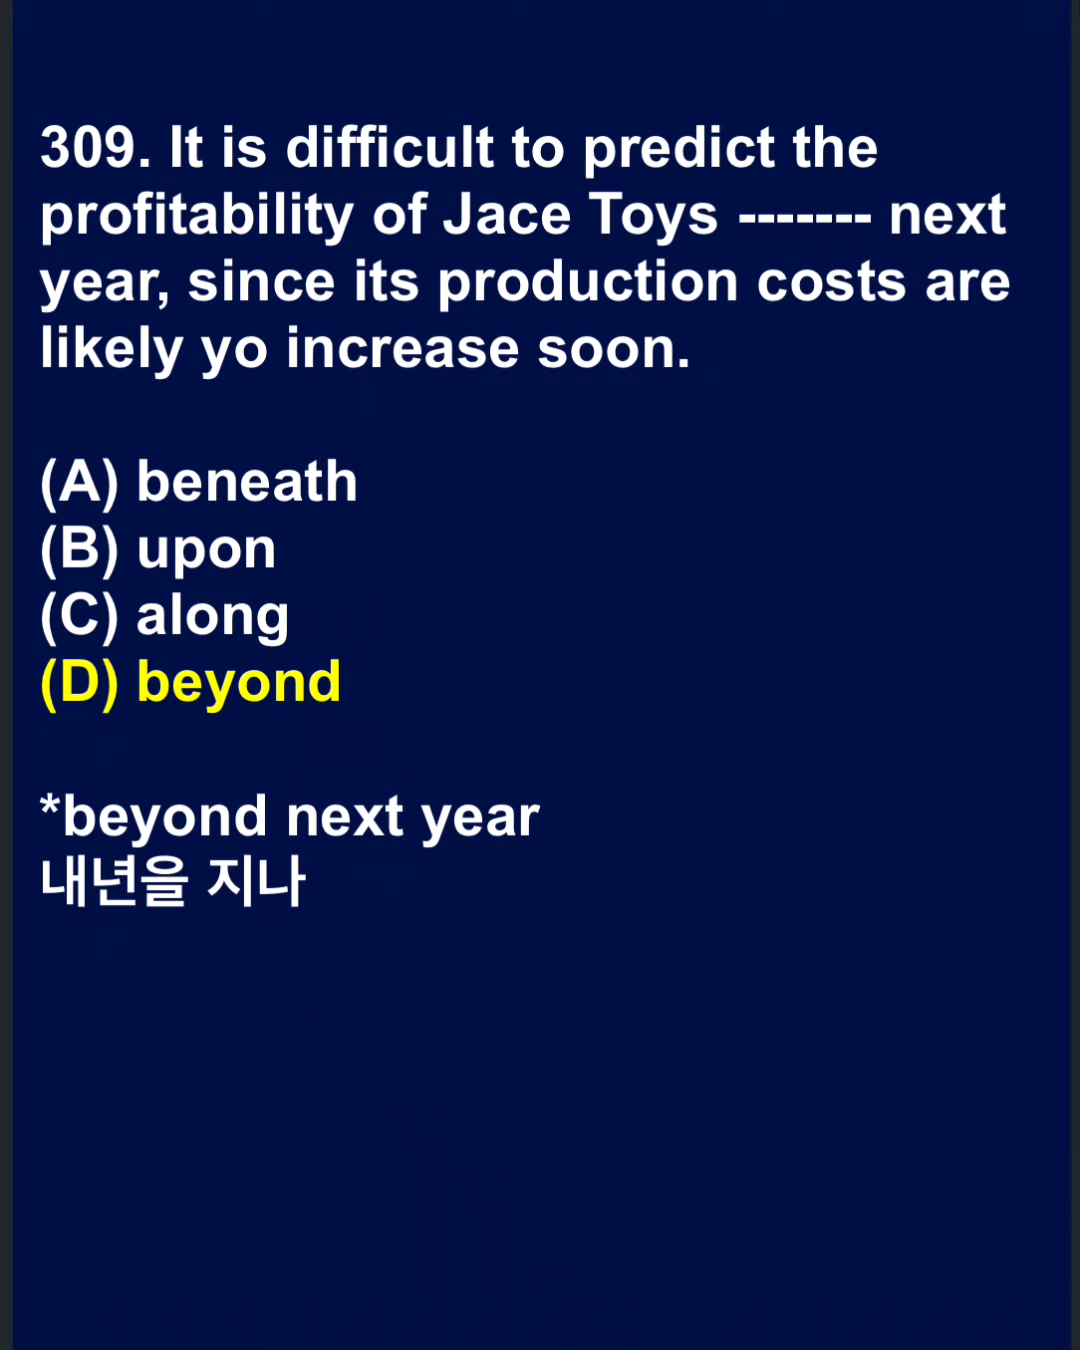 309. It is difficult to predict the
profitability of Jace Toys ------- next
year, since its production costs are
likely yo increase soon.
(A) beneath
(B) upon
(C) along
(D) beyond
*beyond next year
내년을 지나